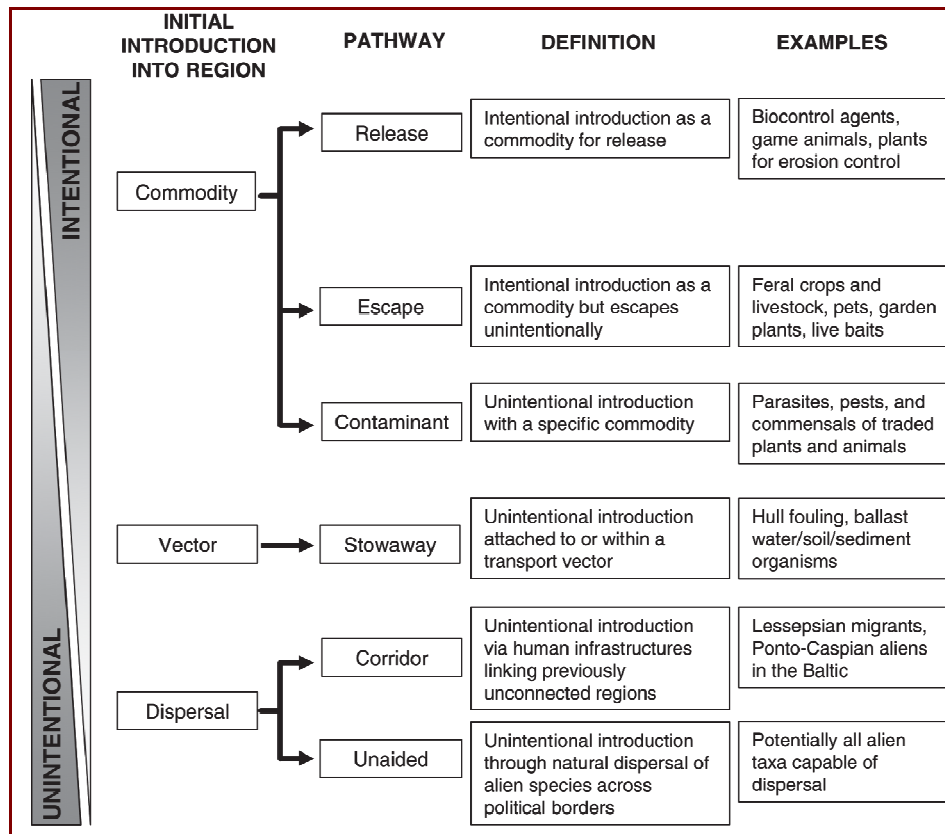 INITIAL
INTRODUCTION
INTO REGION
PATHWAY
DEFINITION
EXAMPLES
INTENTIONAL
UNINTENTIONAL
Commodity
Release
Intentional introduction as a
commodity for release
Biocontrol agents,
game animals, plants
for erosion control
Escape
Intentional introduction as a
commodity but escapes
unintentionally
Feral crops and
livestock, pets, garden
plants, live baits
Contaminant
Unintentional introduction
with a specific commodity
Parasites, pests, and
commensals of traded
plants and animals
Vector
Stowaway
Unintentional introduction
attached to or within a
transport vector
Hull fouling, ballast
water/soil/sediment
organisms
Dispersal
Corridor
Unintentional introduction
via human infrastructures
linking previously
unconnected regions
Lessepsian migrants,
Ponto-Caspian aliens
in the Baltic
Unaided
Unintentional introduction
through natural dispersal of
alien species across
political borders
Potentially all alien
taxa capable of
dispersal